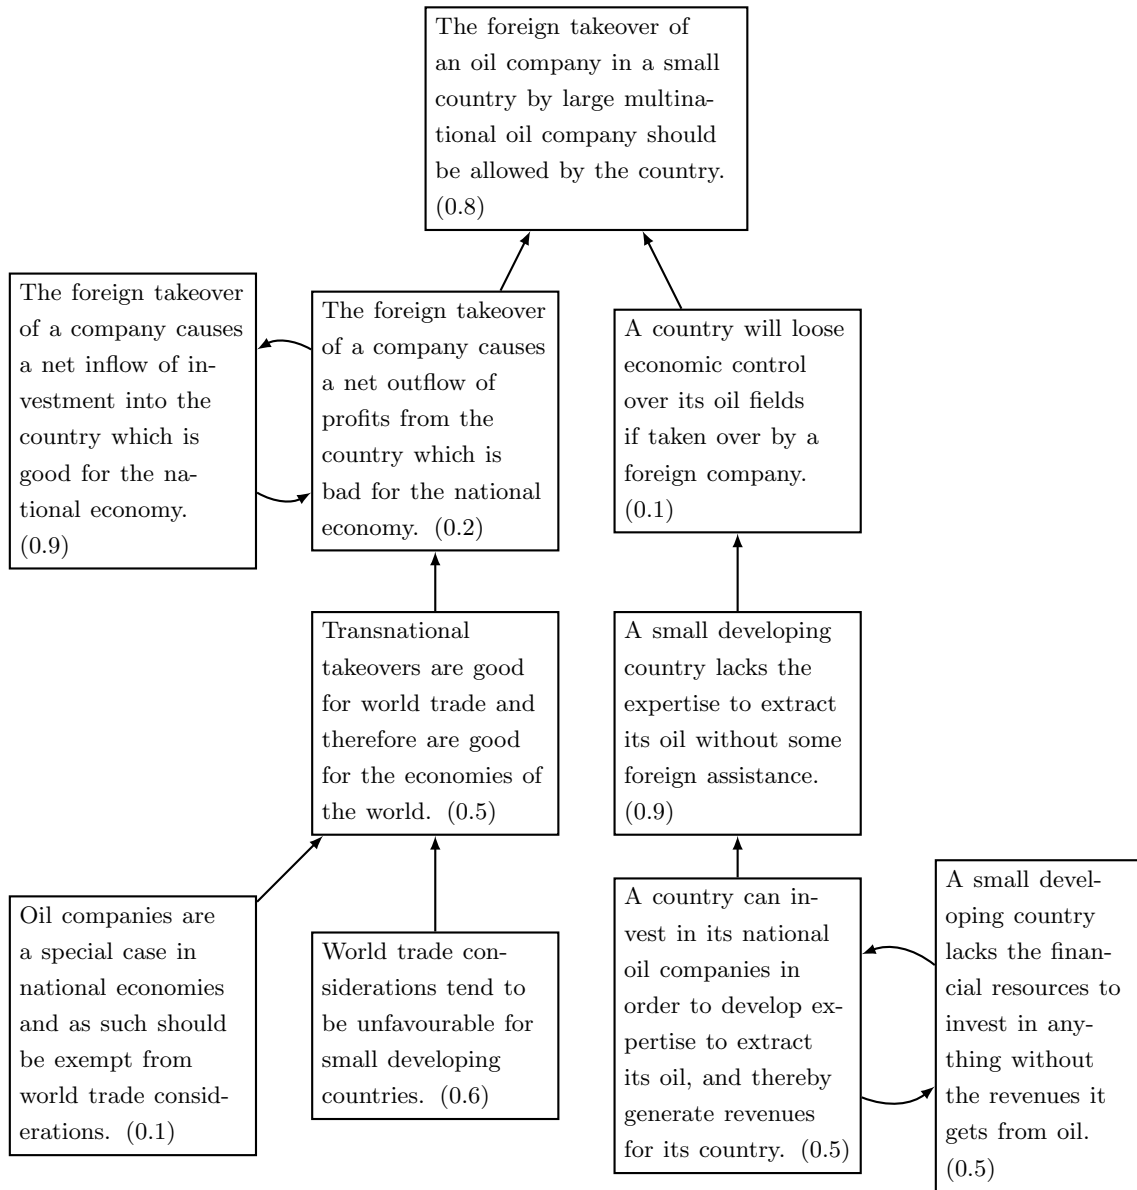 The foreign takeover of
an oil company in a small
country by large multina-
tional oil company should
be allowed by the country.
(0.8)
The foreign takeover
of a company causes
a net inflow of in-
vestment into the
country which is
good for the na-
tional economy.
(0.9)
The foreign takeover
of a company causes
a net outflow of
profits from the
country which is
bad for the national
economy. (0.2)
A country will loose
economic control
over its oil fields
if taken over by a
foreign company.
(0.1)
Transnational
takeovers are good
for world trade and
therefore are good
for the economies of
the world. (0.5)
A small developing
country lacks the
expertise to extract
its oil without some
foreign assistance.
(0.9)
Oil companies are
a special case in
national economies
and as such should
be exempt from
world trade consid-
erations. (0.1)
World trade con-
siderations tend to
be unfavourable for
small developing
countries. (0.6)
A country can in-
vest in its national
oil companies in
order to develop ex-
pertise to extract
its oil, and thereby
generate revenues
for its country. (0.5)
A small devel-
oping country
lacks the finan-
cial resources to
invest in any-
thing without
the revenues it
gets from oil.
(0.5)